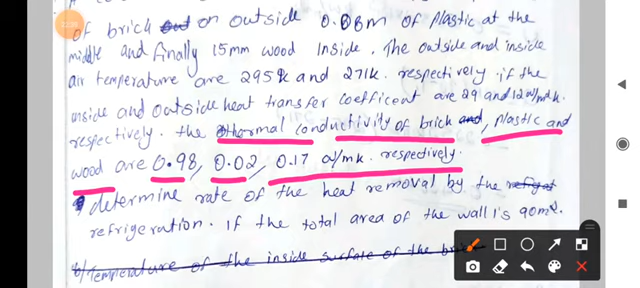 of brick out on outside 0.08m of plastic at the
middle and finally 15mm wood inside. The outside and inside
air temperature are 295k and 271k. respectively if the
inside and outside heat transfer coefficent are 29 and 12 w/m²k.
respectively. the thermal conductivity of brick and, plastic and
wood are 0.98, 0.02, 0.17 w/mk. respectively.
determine rate of the heat removal by the
refrigeration. If the total area of the wall is 90m².
b) Temperature of the inside surface of the brick